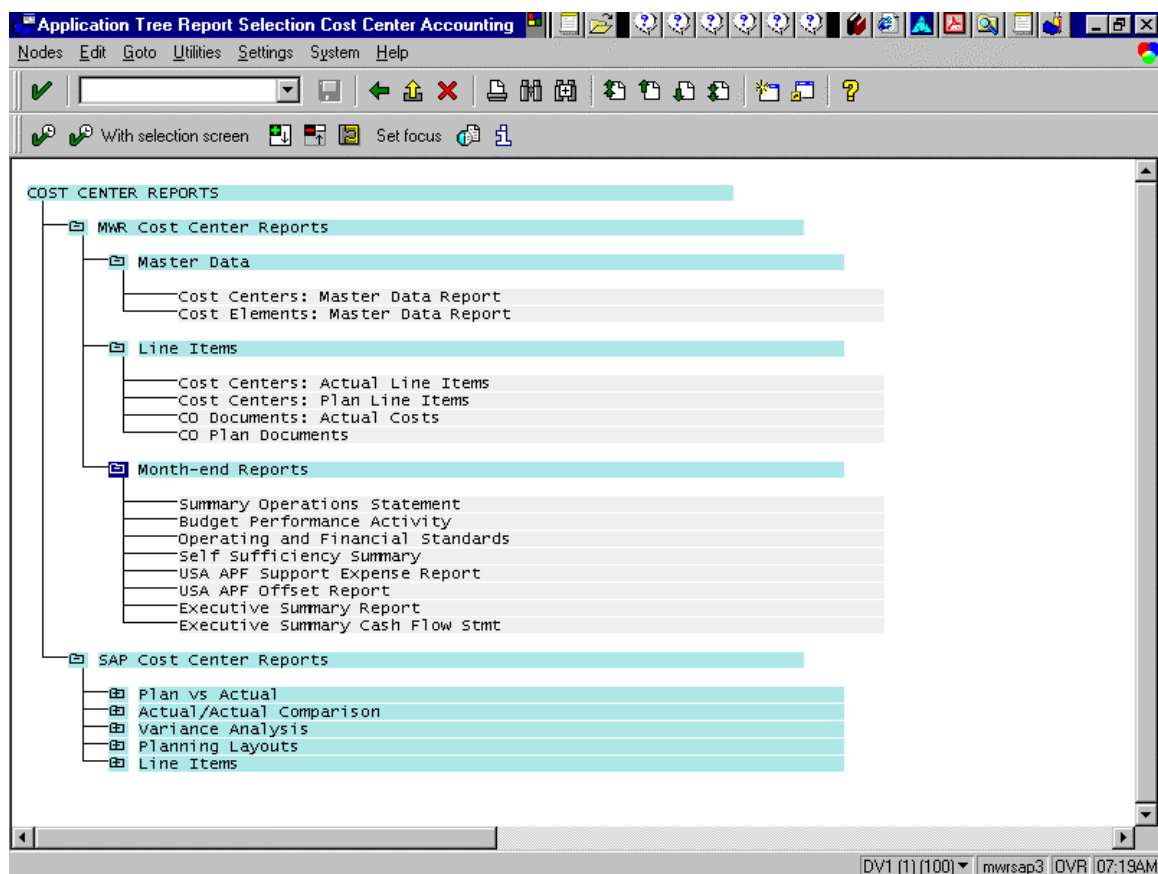 Application Tree Report Selection Cost Center Accounting
Nodes Edit Goto Utilities Settings System Help
With selection screen Set focus
COST CENTER REPORTS
MWR Cost Center Reports
Master Data
Cost Centers: Master Data Report
Cost Elements: Master Data Report
Line Items
Cost Centers: Actual Line Items
Cost Centers: Plan Line Items
CO Documents: Actual Costs
CO Plan Documents
Month-end Reports
Summary Operations Statement
Budget Performance Activity
Operating and Financial Standards
Self Sufficiency Summary
USA APF Support Expense Report
USA APF Offset Report
Executive Summary Report
Executive Summary Cash Flow Stmt
SAP Cost Center Reports
Plan vs Actual
Actual/Actual Comparison
Variance Analysis
Planning Layouts
Line Items
DV1 (1) (100) mwrsap3 OVR 07:19AM